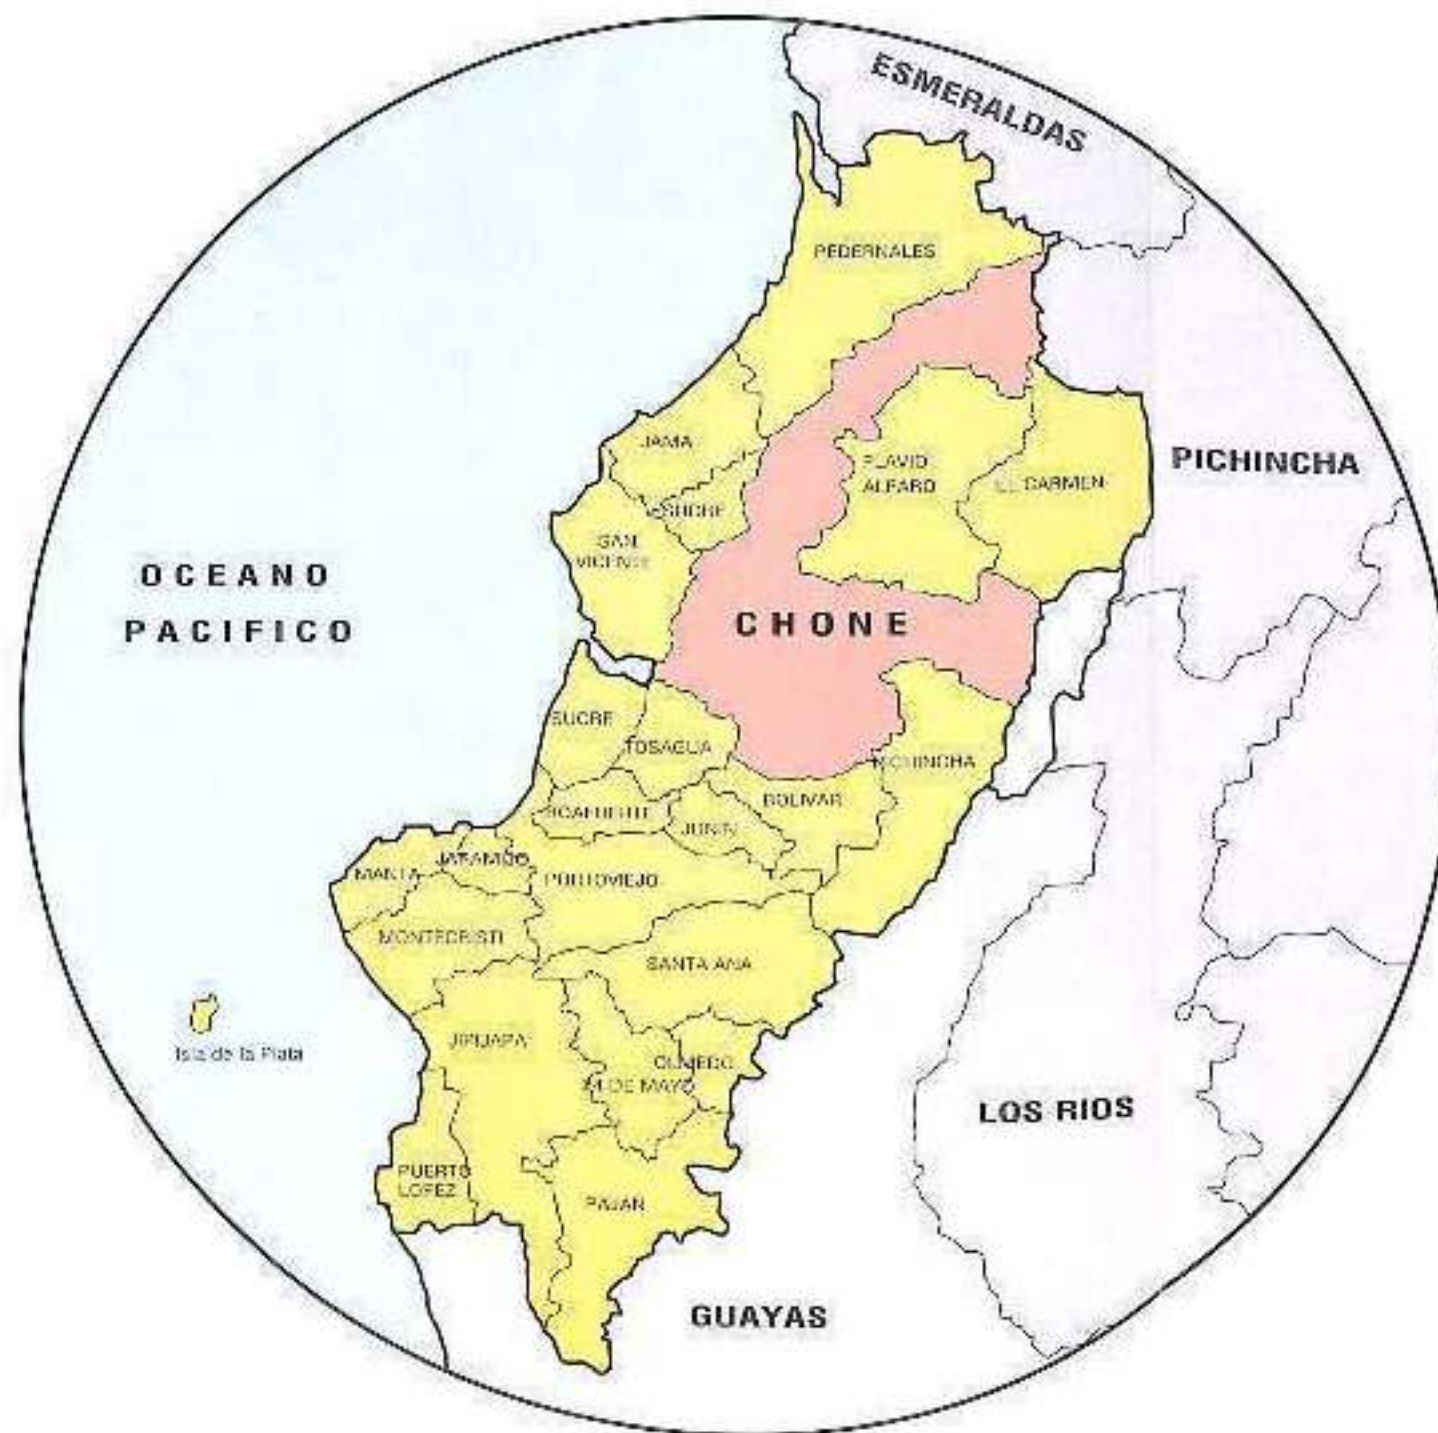 ESMERALDAS
PEDERNALES
PICHINCHA
JAMA
FLAVIO
ALFARO
EL CARMEN
SUCRE
SAN
VICENTE
OCEANO
PACIFICO
CHONE
SUCRE
TOSAGUA
PICHINCHA
BOLIVAR
ROCAFUERTE
JUNIN
JARAMIJO
MANTA
PORTOVIEJO
MONTECRISTI
SANTA ANA
Isla de la Plata
JIPIJAPA
OLMEDO
24 DE MAYO
LOS RIOS
PUERTO
LOPEZ
PAJAN
GUAYAS